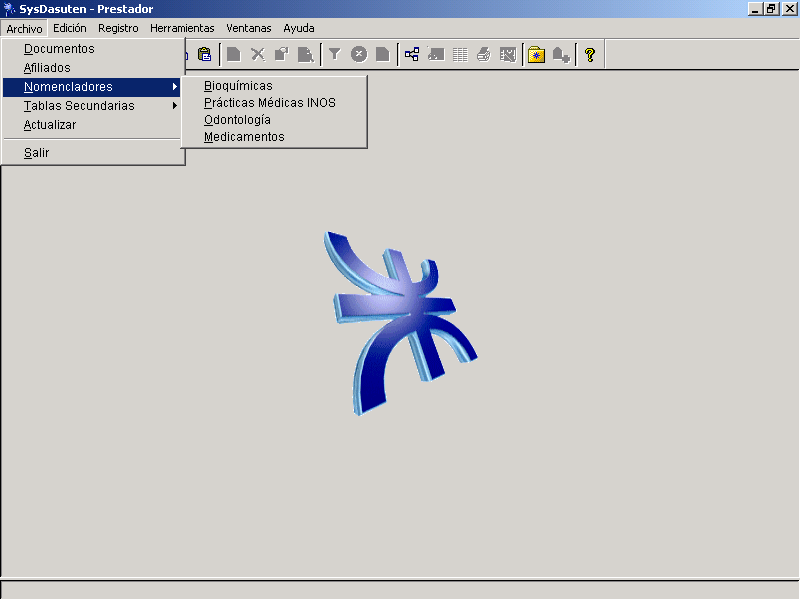 SysDasuten - Prestador
Archivo Edición Registro Herramientas Ventanas Ayuda
Documentos
Afiliados
Nomencladores
Tablas Secundarias
Actualizar
Salir
Bioquímicas
Prácticas Médicas INOS
Odontología
Medicamentos